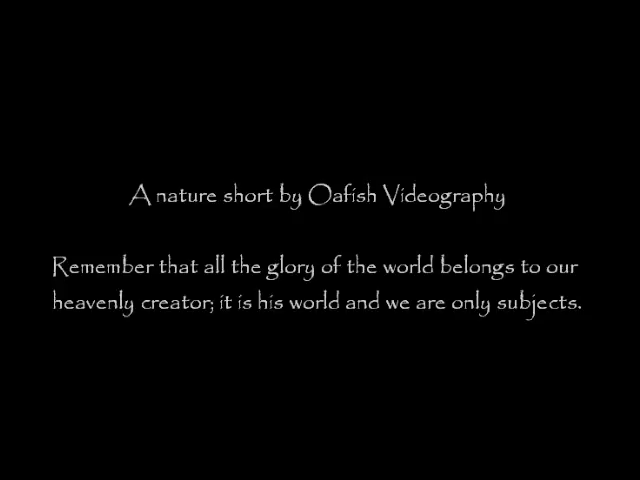 A nature short by Oafish Videography
Remember that all the glory of the world belongs to our
heavenly creator; it is his world and we are only subjects.